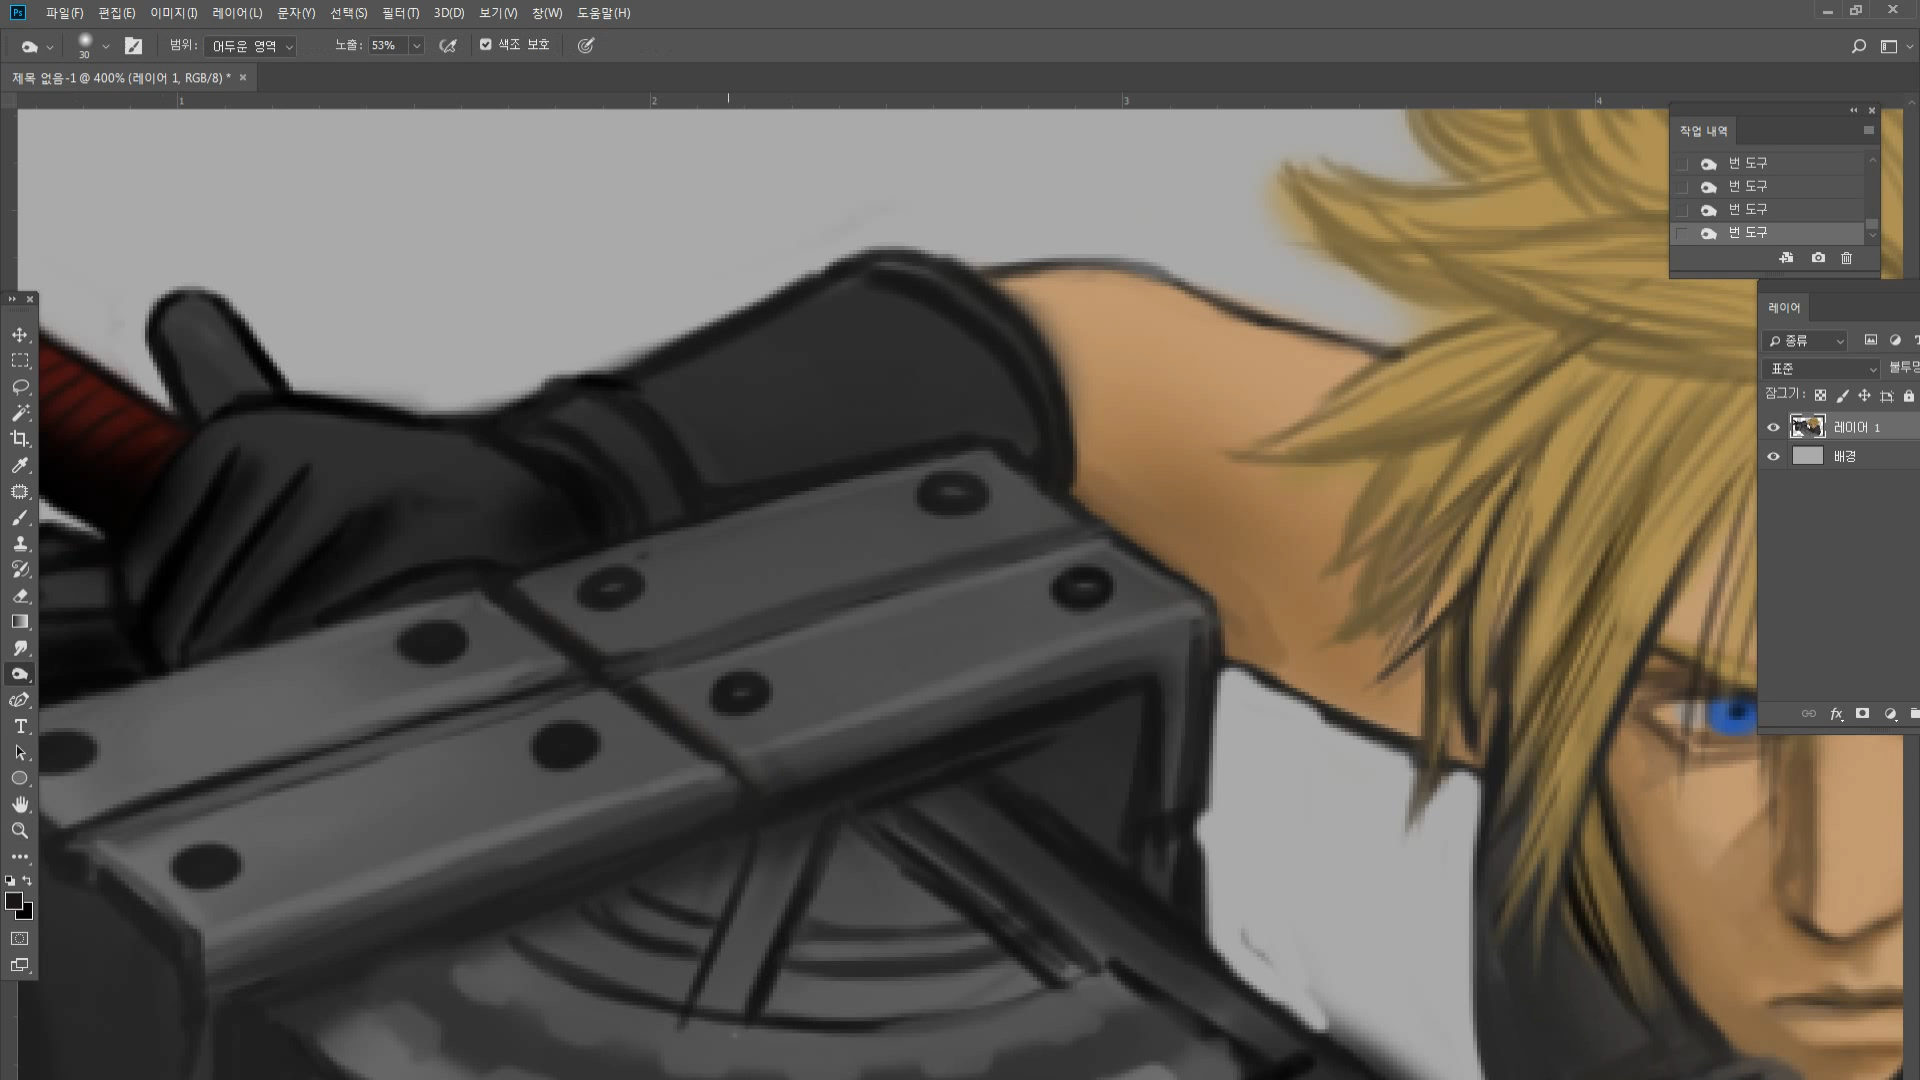 Ps 파일(F) 편집(E) 이미지(I) 레이어(L) 문자(Y) 선택(S) 필터(T) 3D(D) 보기(V) 창(W) 도움말(H)
30 범위: 어두운 영역 노출: 53% 색조 보호
제목 없음-1 @ 400% (레이어 1, RGB/8) * ×
1 2 3 4
작업 내역
번 도구
번 도구
번 도구
번 도구
레이어
종류
표준 불투명
잠그기:
레이어 1
배경
fx
T